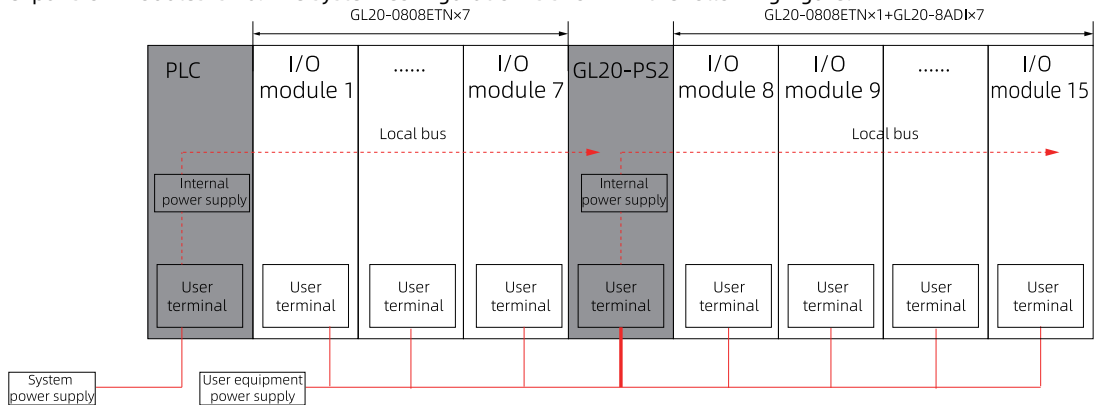 GL20-0808ETN×7
GL20-0808ETN×1+GL20-8ADI×7
PLC
I/O
module 1
......
I/O
module 7
GL20-PS2
I/O
module 8
I/O
module 9
......
I/O
module 15
Local bus
Local bus
Internal
power supply
Internal
power supply
User
terminal
User
terminal
User
terminal
User
terminal
User
terminal
User
terminal
User
terminal
User
terminal
User
terminal
System
power supply
User equipment
power supply